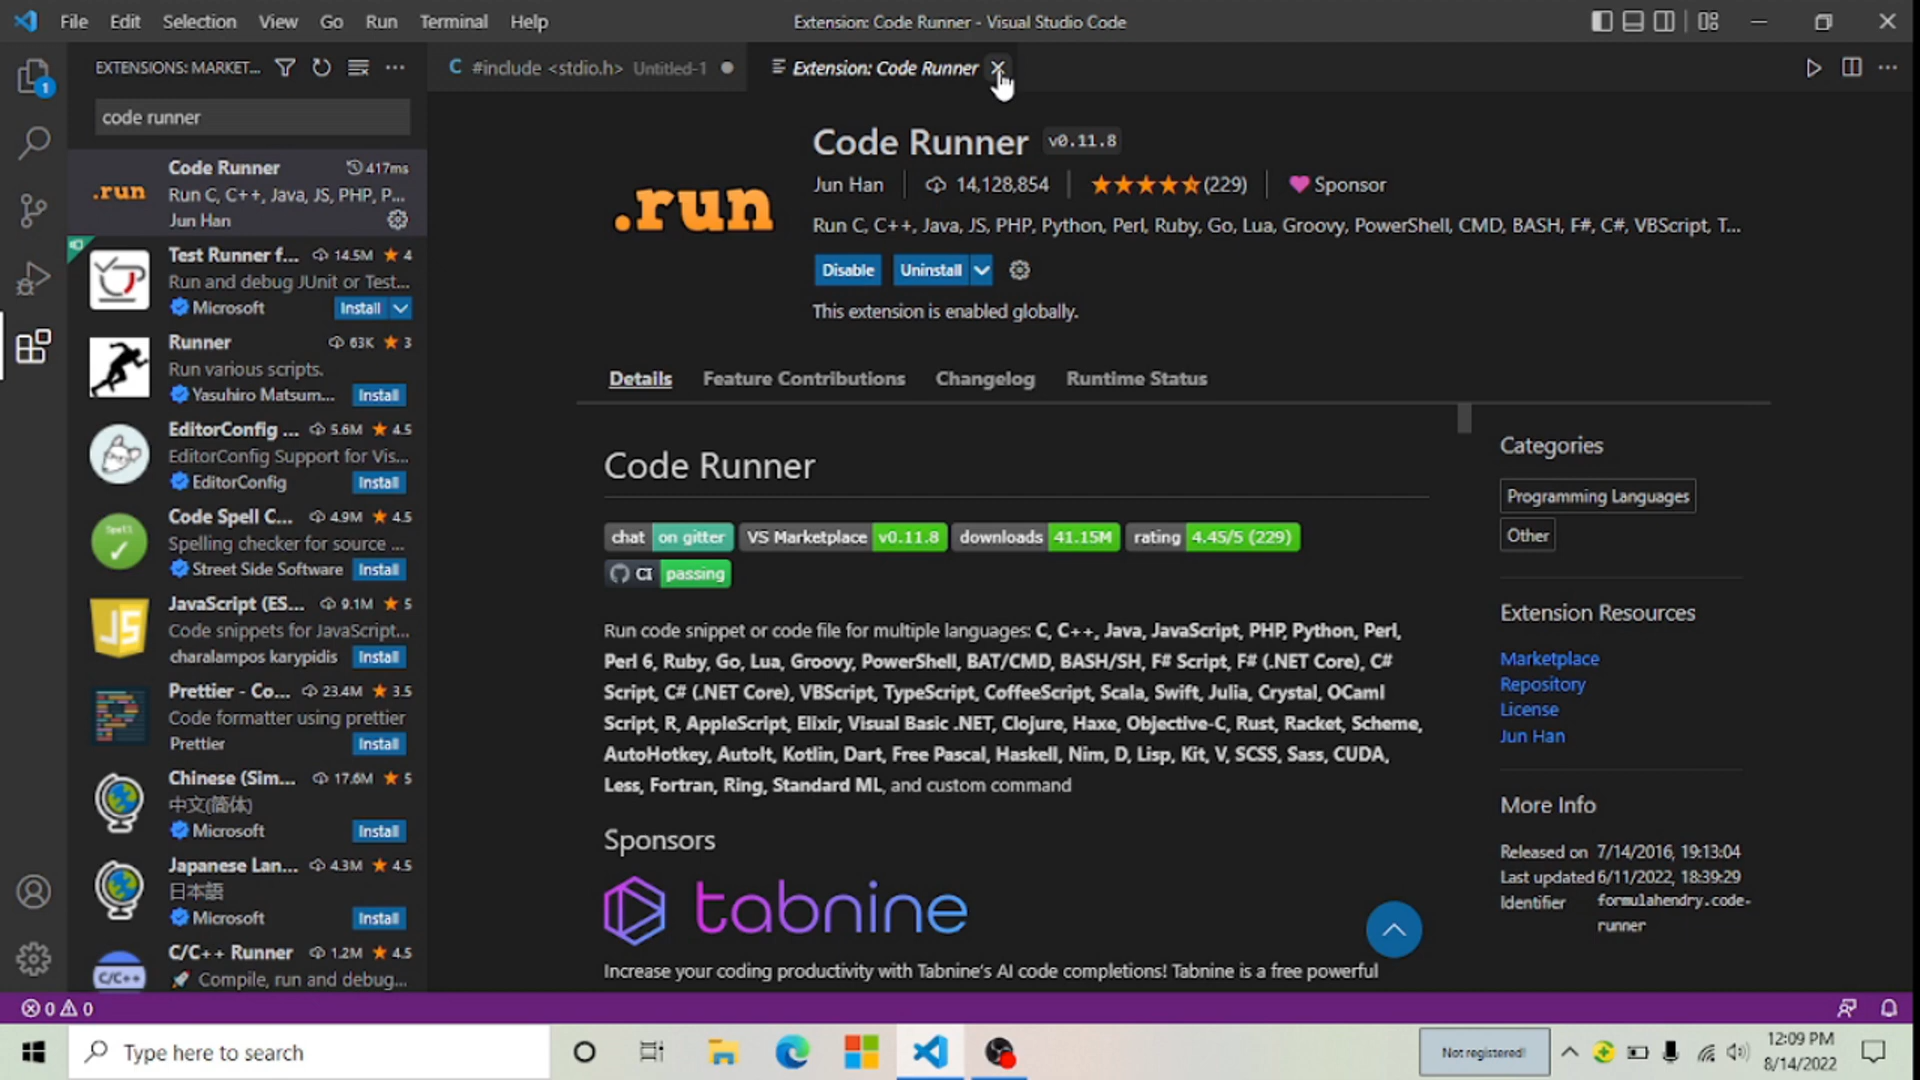 File Edit Selection View Go Run Terminal Help
Extension: Code Runner - Visual Studio Code
EXTENSIONS: MARKET...
C #include <stdio.h> Untitled-1
Extension: Code Runner
1
code runner
Code Runner 417ms
Run C, C++, Java, JS, PHP, P...
Jun Han
Test Runner f... 14.5M 4
Run and debug JUnit or Test...
Microsoft Install
Runner 63K 3
Run various scripts.
Yasuhiro Matsum... Install
EditorConfig ... 5.6M 4.5
EditorConfig Support for Vis...
EditorConfig Install
Code Spell C... 4.9M 4.5
Spelling checker for source ...
Street Side Software Install
JavaScript (ES... 9.1M 5
Code snippets for JavaScript...
charalampos karypidis Install
Prettier - Co... 23.4M 3.5
Code formatter using prettier
Prettier Install
Chinese (Sim... 17.6M 5
中文(简体)
Microsoft Install
Japanese Lan... 4.3M 4.5
日本語
Microsoft Install
C/C++ Runner 1.2M 4.5
Compile, run and debug...
.run
Spell
JS
C/C++
.run
Code Runner v0.11.8
Jun Han 14,128,854 (229) Sponsor
Run C, C++, Java, JS, PHP, Python, Perl, Ruby, Go, Lua, Groovy, PowerShell, CMD, BASH, F#, C#, VBScript, T...
Disable Uninstall
This extension is enabled globally.
Details Feature Contributions Changelog Runtime Status
Code Runner
chat on gitter VS Marketplace v0.11.8 downloads 41.15M rating 4.45/5 (229)
CI passing
Run code snippet or code file for multiple languages: C, C++, Java, JavaScript, PHP, Python, Perl,
Perl 6, Ruby, Go, Lua, Groovy, PowerShell, BAT/CMD, BASH/SH, F# Script, F# (.NET Core), C#
Script, C# (.NET Core), VBScript, TypeScript, CoffeeScript, Scala, Swift, Julia, Crystal, OCaml
Script, R, AppleScript, Elixir, Visual Basic .NET, Clojure, Haxe, Objective-C, Rust, Racket, Scheme,
AutoHotkey, AutoIt, Kotlin, Dart, Free Pascal, Haskell, Nim, D, Lisp, Kit, V, SCSS, Sass, CUDA,
Less, Fortran, Ring, Standard ML, and custom command
Sponsors
tabnine
Increase your coding productivity with Tabnine's AI code completions! Tabnine is a free powerful
Categories
Programming Languages
Other
Extension Resources
Marketplace
Repository
License
Jun Han
More Info
Released on 7/14/2016, 19:13:04
Last updated 6/11/2022, 18:39:29
Identifier formulahendry.code-
runner
0 0
Type here to search
Not registered!
12:09 PM
8/14/2022